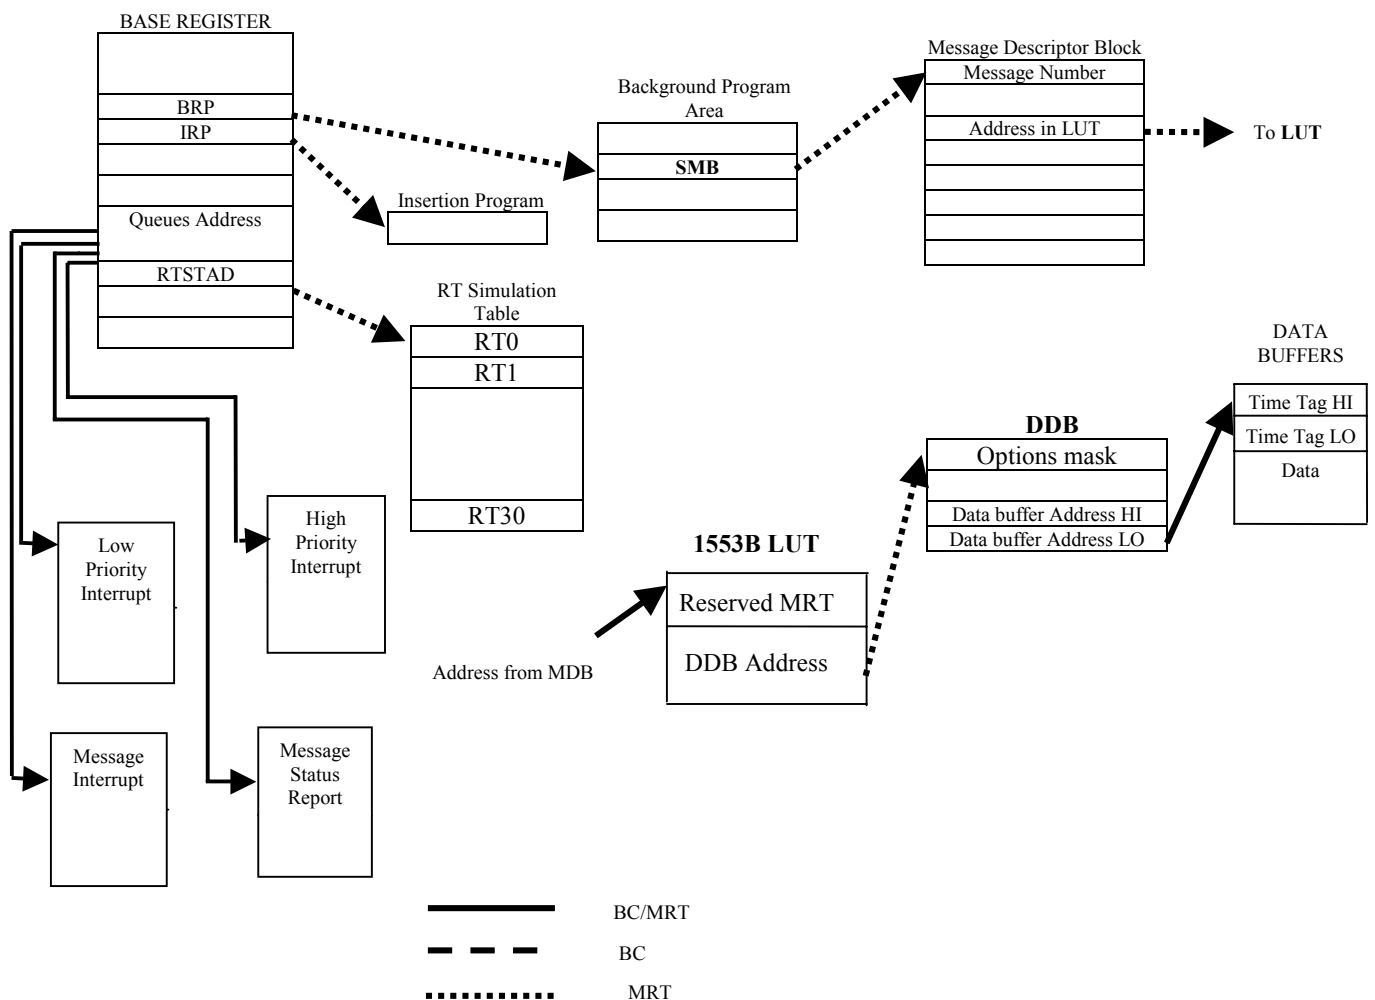 BASE REGISTER
BRP
IRP
Queues Address
RTSTAD
Background Program
Area
SMB
Insertion Program
Message Descriptor Block
Message Number
Address in LUT
To LUT
RT Simulation
Table
RT0
RT1
RT30
DATA
BUFFERS
Time Tag HI
Time Tag LO
Data
DDB
Options mask
Data buffer Address HI
Data buffer Address LO
1553B LUT
Reserved MRT
DDB Address
Address from MDB
Low
Priority
Interrupt
High
Priority
Interrupt
Message
Interrupt
Message
Status
Report
BC/MRT
BC
MRT